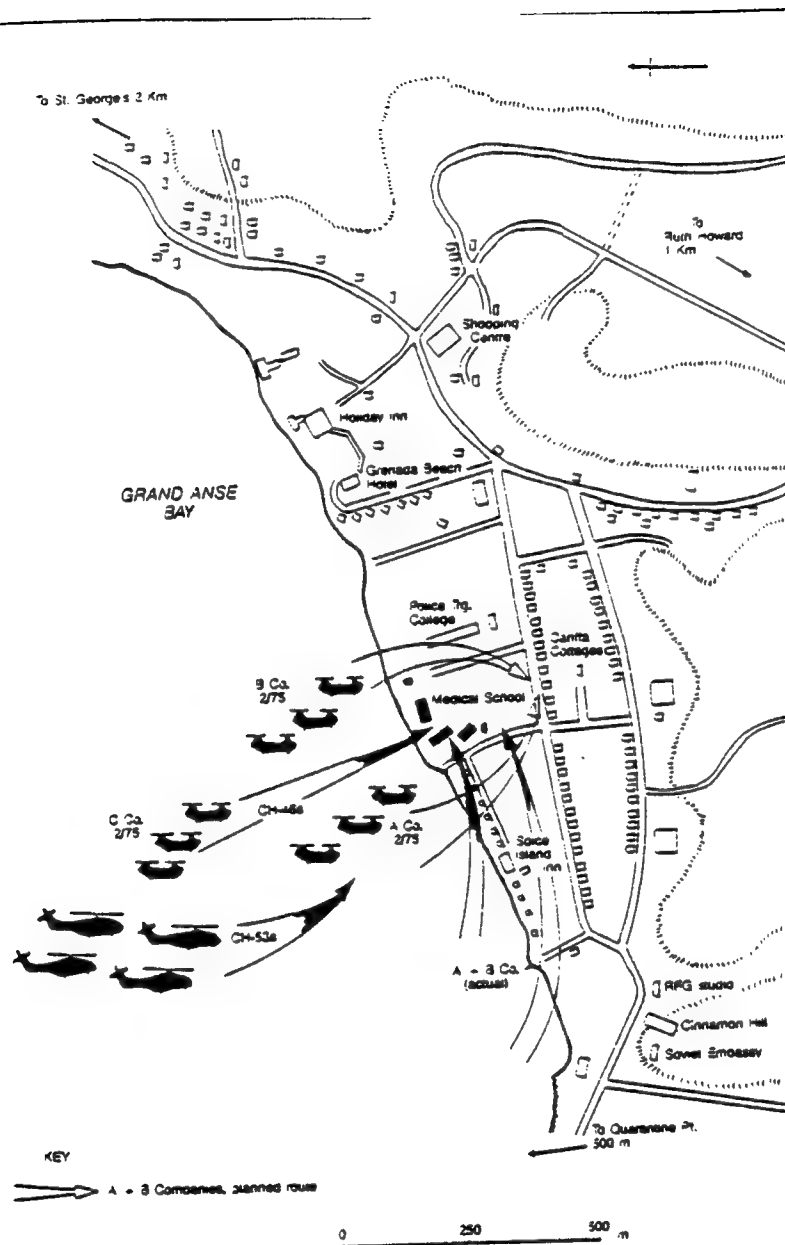 To St. George's 2 Km
To
Ruth Howard
1 Km
Shopping
Centre
Holiday Inn
Grenada Beach
Hotel
GRAND ANSE
BAY
Police Trg.
College
Canita
Cottages
B Co.
2/75
Medical School
C Co.
2/75
CH-46s
A Co.
2/75
Spice
Island
Inn
CH-53s
A + B Co.
(actual)
RFG studio
Cinnamon Hill
Soviet Embassy
To Quarantine Pt.
500 m
KEY
A + B Companies, planned route
0 250 500 m